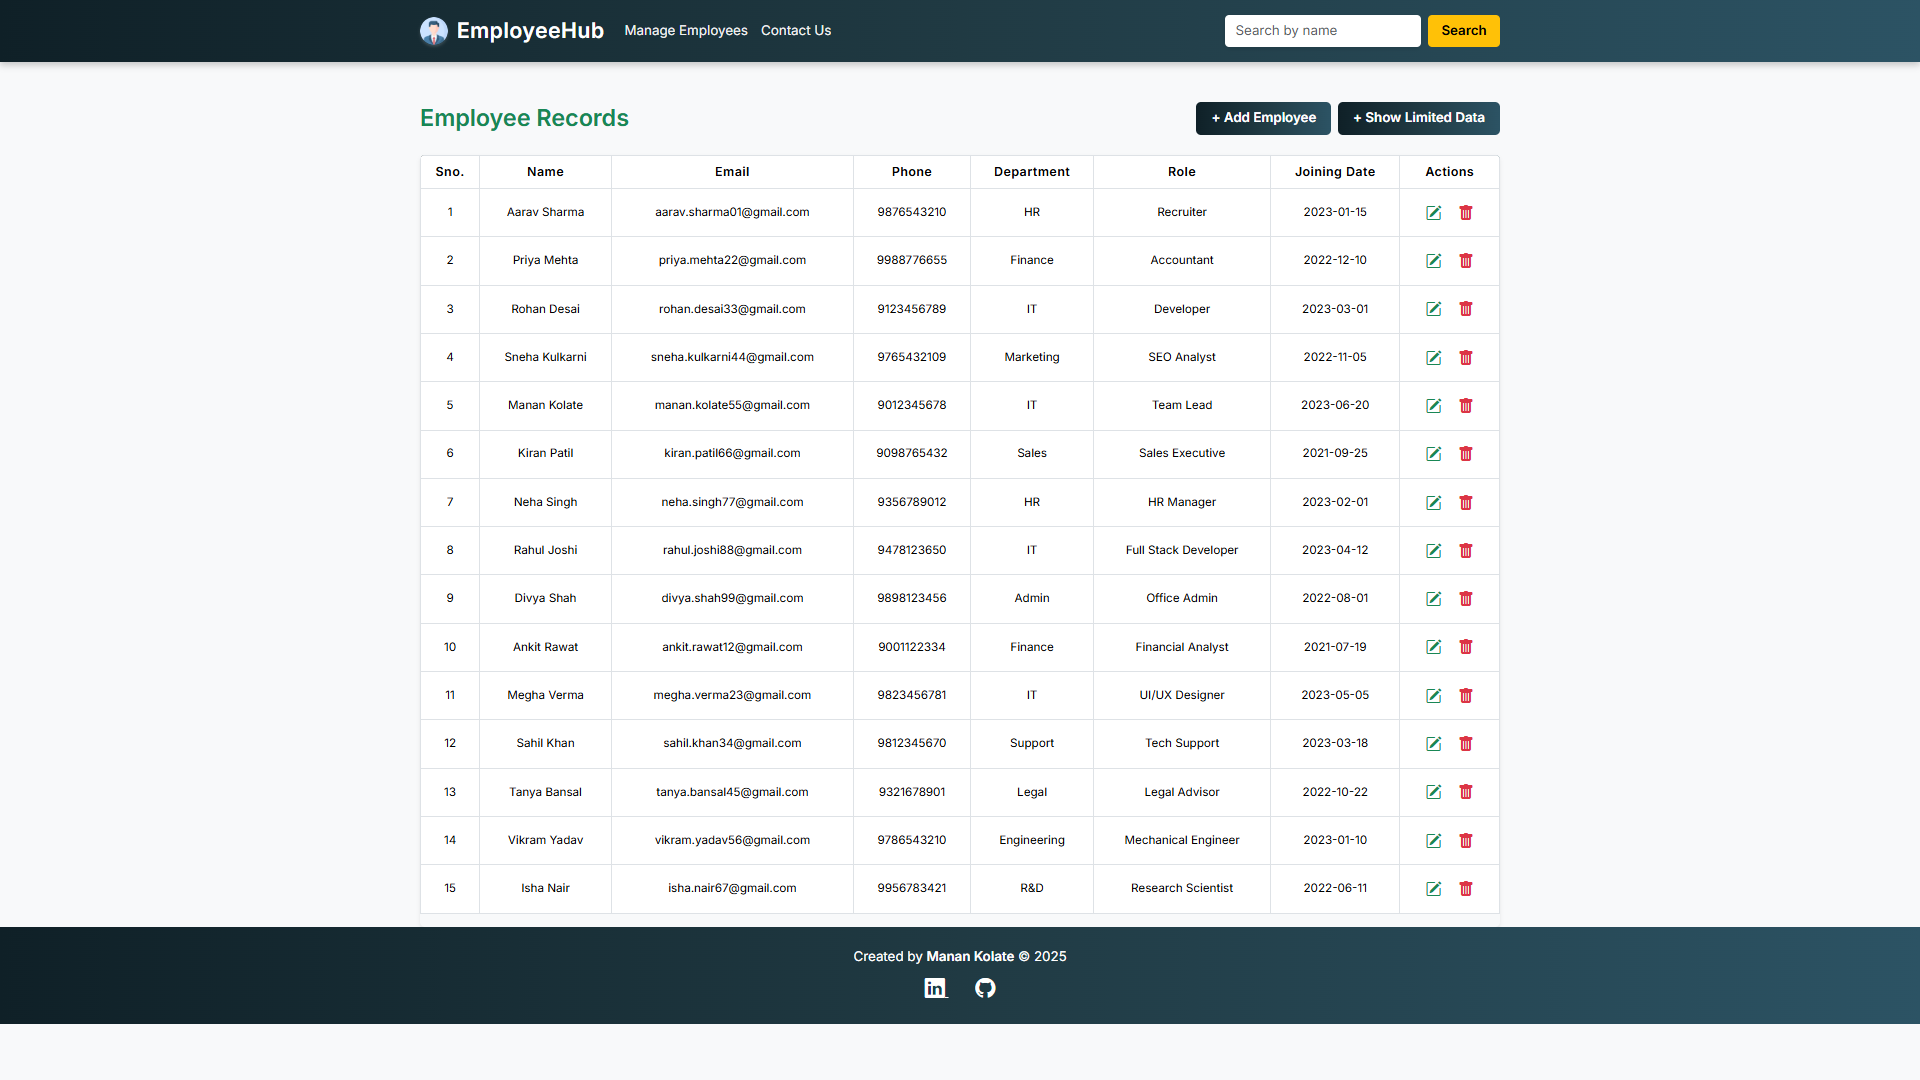 EmployeeHub Manage Employees Contact Us Search by name Search
Employee Records + Add Employee + Show Limited Data
Sno. Name Email Phone Department Role Joining Date Actions
1 Aarav Sharma aarav.sharma01@gmail.com 9876543210 HR Recruiter 2023-01-15
2 Priya Mehta priya.mehta22@gmail.com 9988776655 Finance Accountant 2022-12-10
3 Rohan Desai rohan.desai33@gmail.com 9123456789 IT Developer 2023-03-01
4 Sneha Kulkarni sneha.kulkarni44@gmail.com 9765432109 Marketing SEO Analyst 2022-11-05
5 Manan Kolate manan.kolate55@gmail.com 9012345678 IT Team Lead 2023-06-20
6 Kiran Patil kiran.patil66@gmail.com 9098765432 Sales Sales Executive 2021-09-25
7 Neha Singh neha.singh77@gmail.com 9356789012 HR HR Manager 2023-02-01
8 Rahul Joshi rahul.joshi88@gmail.com 9478123650 IT Full Stack Developer 2023-04-12
9 Divya Shah divya.shah99@gmail.com 9898123456 Admin Office Admin 2022-08-01
10 Ankit Rawat ankit.rawat12@gmail.com 9001122334 Finance Financial Analyst 2021-07-19
11 Megha Verma megha.verma23@gmail.com 9823456781 IT UI/UX Designer 2023-05-05
12 Sahil Khan sahil.khan34@gmail.com 9812345670 Support Tech Support 2023-03-18
13 Tanya Bansal tanya.bansal45@gmail.com 9321678901 Legal Legal Advisor 2022-10-22
14 Vikram Yadav vikram.yadav56@gmail.com 9786543210 Engineering Mechanical Engineer 2023-01-10
15 Isha Nair isha.nair67@gmail.com 9956783421 R&D Research Scientist 2022-06-11
Created by Manan Kolate © 2025
in